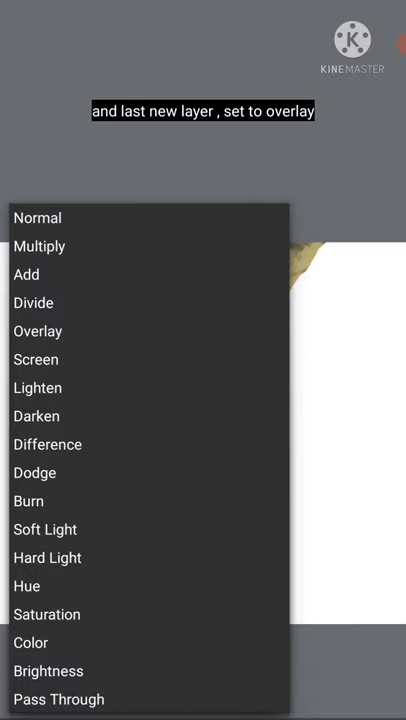 K
KINEMASTER
and last new layer , set to overlay
Normal
Multiply
Add
Divide
Overlay
Screen
Lighten
Darken
Difference
Dodge
Burn
Soft Light
Hard Light
Hue
Saturation
Color
Brightness
Pass Through